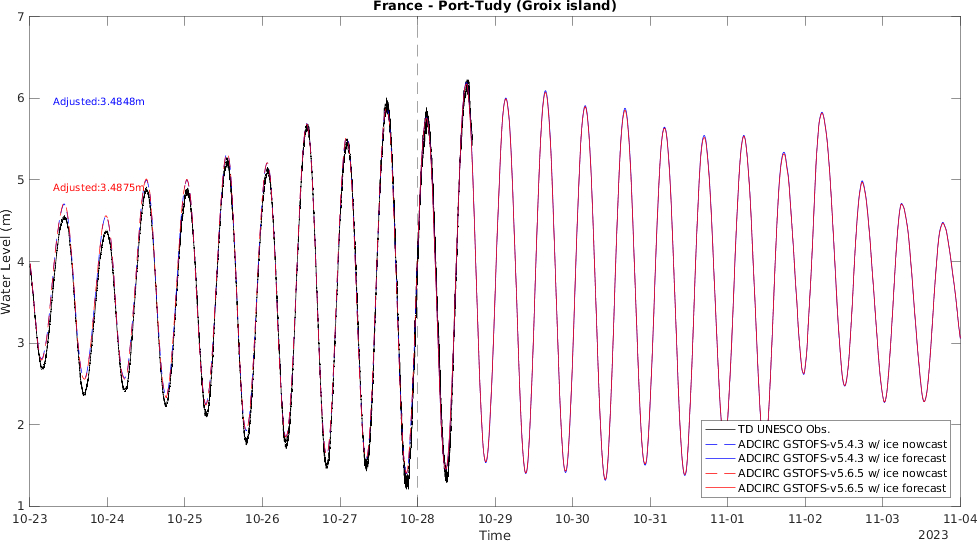 France - Port-Tudy (Groix island)
7
6
5
4
3
2
1
Water Level (m)
Adjusted:3.4848m
Adjusted:3.4875m
TD UNESCO Obs.
ADCIRC GSTOFS-v5.4.3 w/ ice nowcast
ADCIRC GSTOFS-v5.4.3 w/ ice forecast
ADCIRC GSTOFS-v5.6.5 w/ ice nowcast
ADCIRC GSTOFS-v5.6.5 w/ ice forecast
10-23 10-24 10-25 10-26 10-27 10-28 10-29 10-30 10-31 11-01 11-02 11-03 11-04
Time
2023